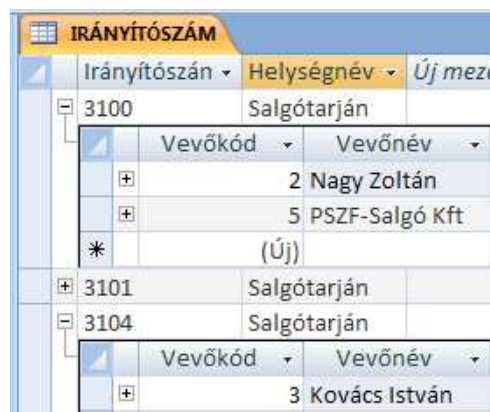 IRÁNYÍTÓSZÁM
Irányítószán Helységnév Új mez
3100 Salgótarján
Vevőkód Vevőnév
2 Nagy Zoltán
5 PSZF-Salgó Kft
(Új)
3101 Salgótarján
3104 Salgótarján
Vevőkód Vevőnév
3 Kovács István